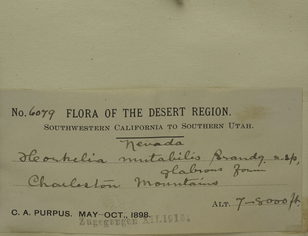 No. 6079 FLORA OF THE DESERT REGION.
SOUTHWESTERN CALIFORNIA TO SOUTHERN UTAH.
Nevada
Horkelia mutabilis Brandg. n. sp,
glabrous form
Charleston Mountains
ALT. 7-8000 ft.
C. A. PURPUS. MAY-OCT., 1898.
Zugegangen